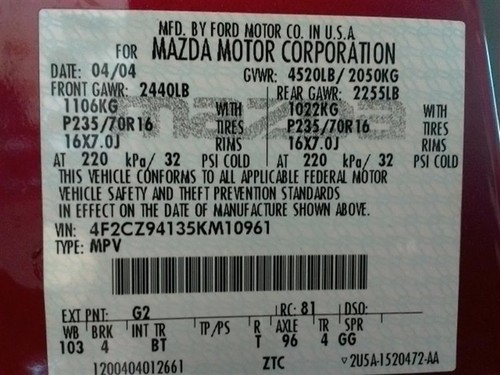 MFD. BY FORD MOTOR CO. IN U.S.A
FOR MAZDA MOTOR CORPORATION
DATE: 04/04 GVWR: 4520LB/ 2050KG
FRONT GAWR: 2440LB REAR GAWR: 2255LB
1106KG WITH 1022KG WITH
P235/70R16 TIRES P235/70R16 TIRES
16X7.0J RIMS 16X7.0J RIMS
AT 220 kPa/ 32 PSI COLD AT 220 kPa/ 32 PSI COLD
THIS VEHICLE CONFORMS TO ALL APPLICABLE FEDERAL MOTOR
VEHICLE SAFETY AND THEFT PREVENTION STANDARDS
IN EFFECT ON THE DATE OF MANUFACTURE SHOWN ABOVE.
VIN: 4F2CZ94135KM10961
TYPE: MPV
EXT PNT: G2 RC: 81 DSO:
WB BRK INT TR TP/PS R AXLE TR SPR
103 4 BT T 96 4 GG
1200404012661 ZTC 2U5A-1520472-AA
mazda